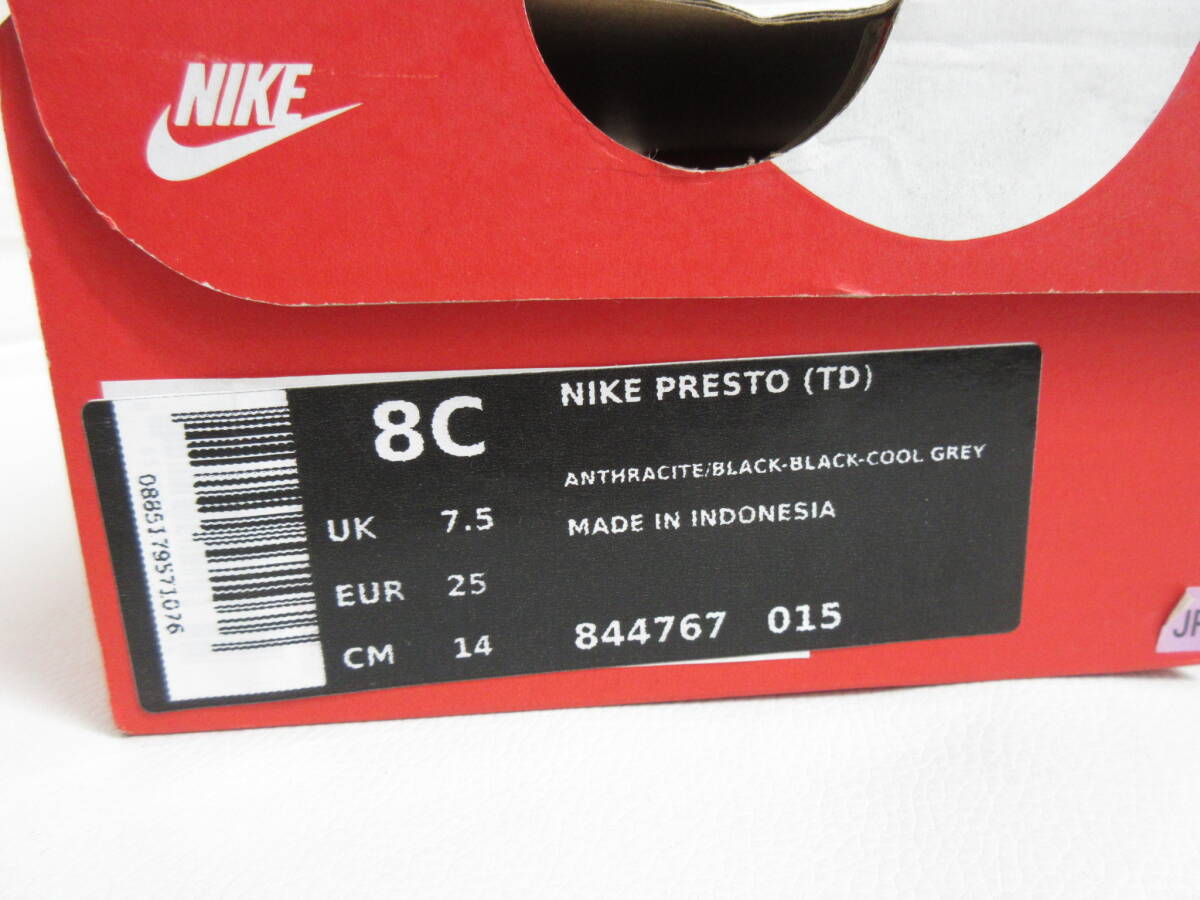 NIKE
8C
NIKE PRESTO (TD)
ANTHRACITE/BLACK-BLACK-COOL GREY
UK 7.5
MADE IN INDONESIA
EUR 25
CM 14
844767 015
0885179571076